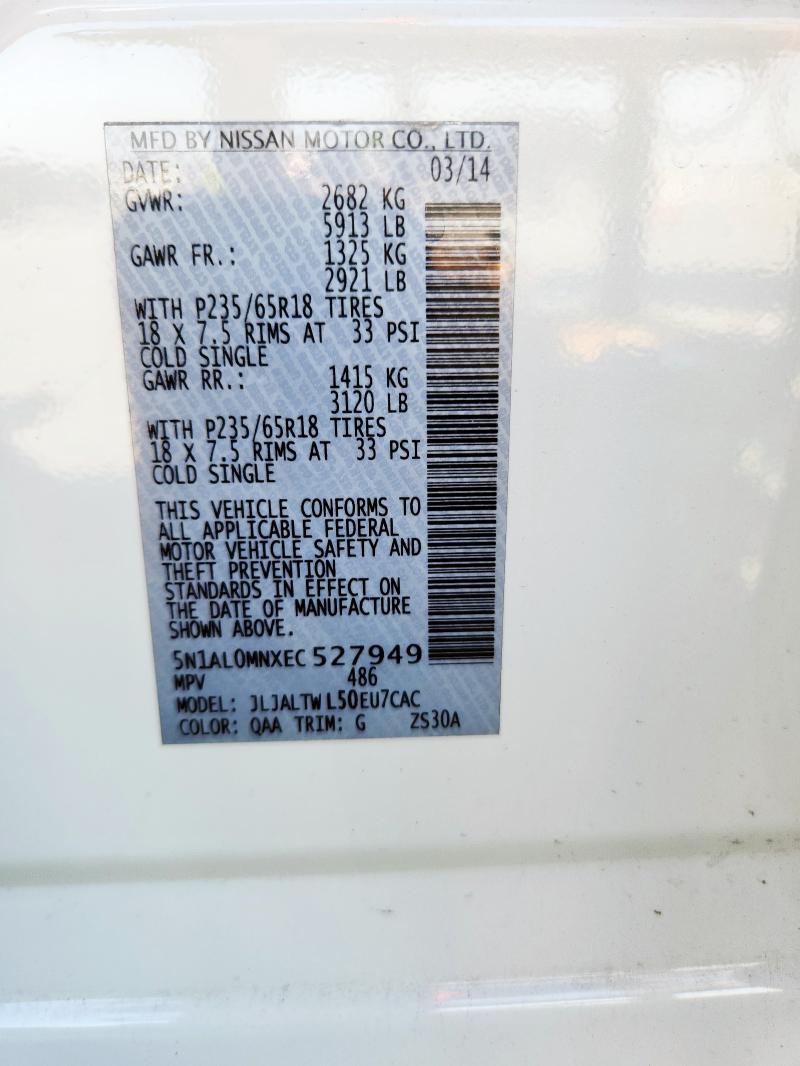 MFD BY NISSAN MOTOR CO., LTD.
DATE: 03/14
GVWR: 2682 KG
5913 LB
GAWR FR.: 1325 KG
2921 LB
WITH P235/65R18 TIRES
18 X 7.5 RIMS AT 33 PSI
COLD SINGLE
GAWR RR.: 1415 KG
3120 LB
WITH P235/65R18 TIRES
18 X 7.5 RIMS AT 33 PSI
COLD SINGLE
THIS VEHICLE CONFORMS TO
ALL APPLICABLE FEDERAL
MOTOR VEHICLE SAFETY AND
THEFT PREVENTION
STANDARDS IN EFFECT ON
THE DATE OF MANUFACTURE
SHOWN ABOVE.
5N1AL0MNXEC 527949
MPV 486
MODEL: JLJALTWL50EU7CAC
COLOR: QAA TRIM: G ZS30A